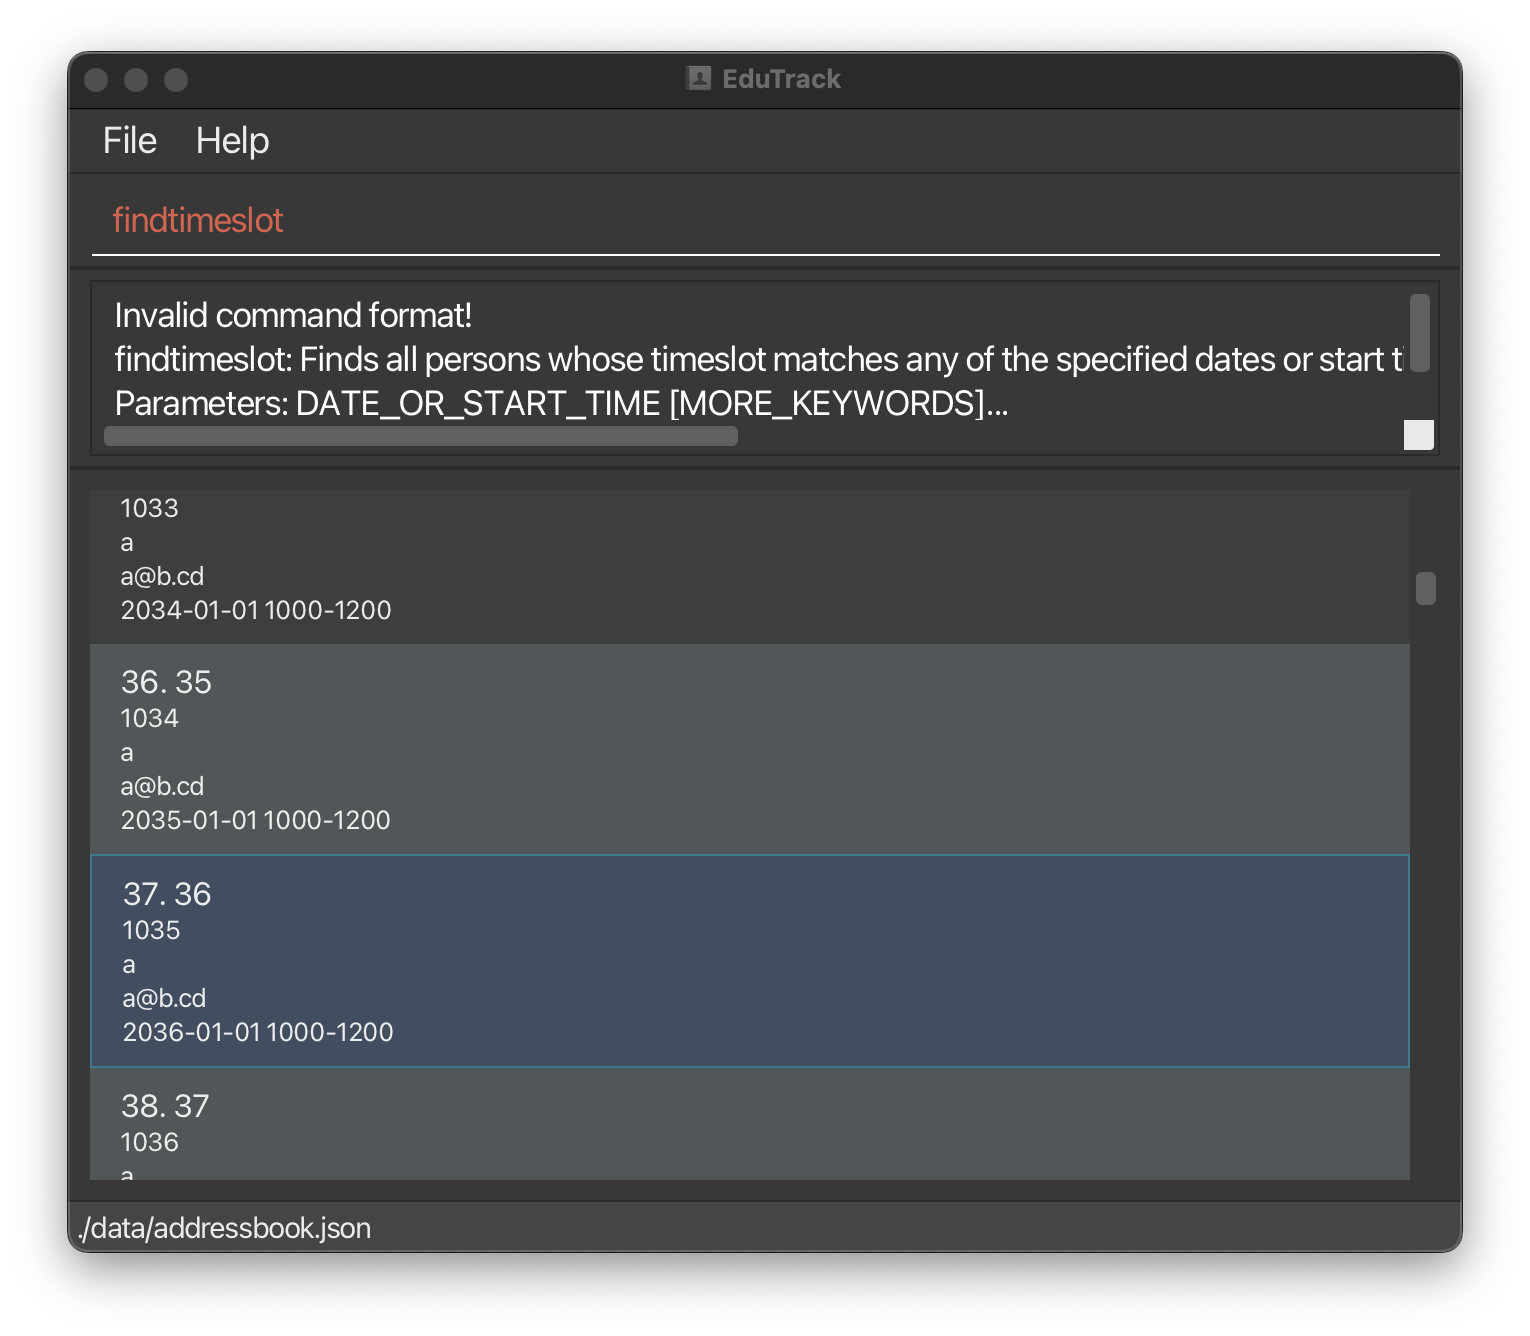 EduTrack
File Help
findtimeslot
Invalid command format!
findtimeslot: Finds all persons whose timeslot matches any of the specified dates or start
Parameters: DATE_OR_START_TIME [MORE_KEYWORDS]...
1033
a
a@b.cd
2034-01-01 1000-1200
36. 35
1034
a
a@b.cd
2035-01-01 1000-1200
37. 36
1035
a
a@b.cd
2036-01-01 1000-1200
38. 37
1036
a
./data/addressbook.json